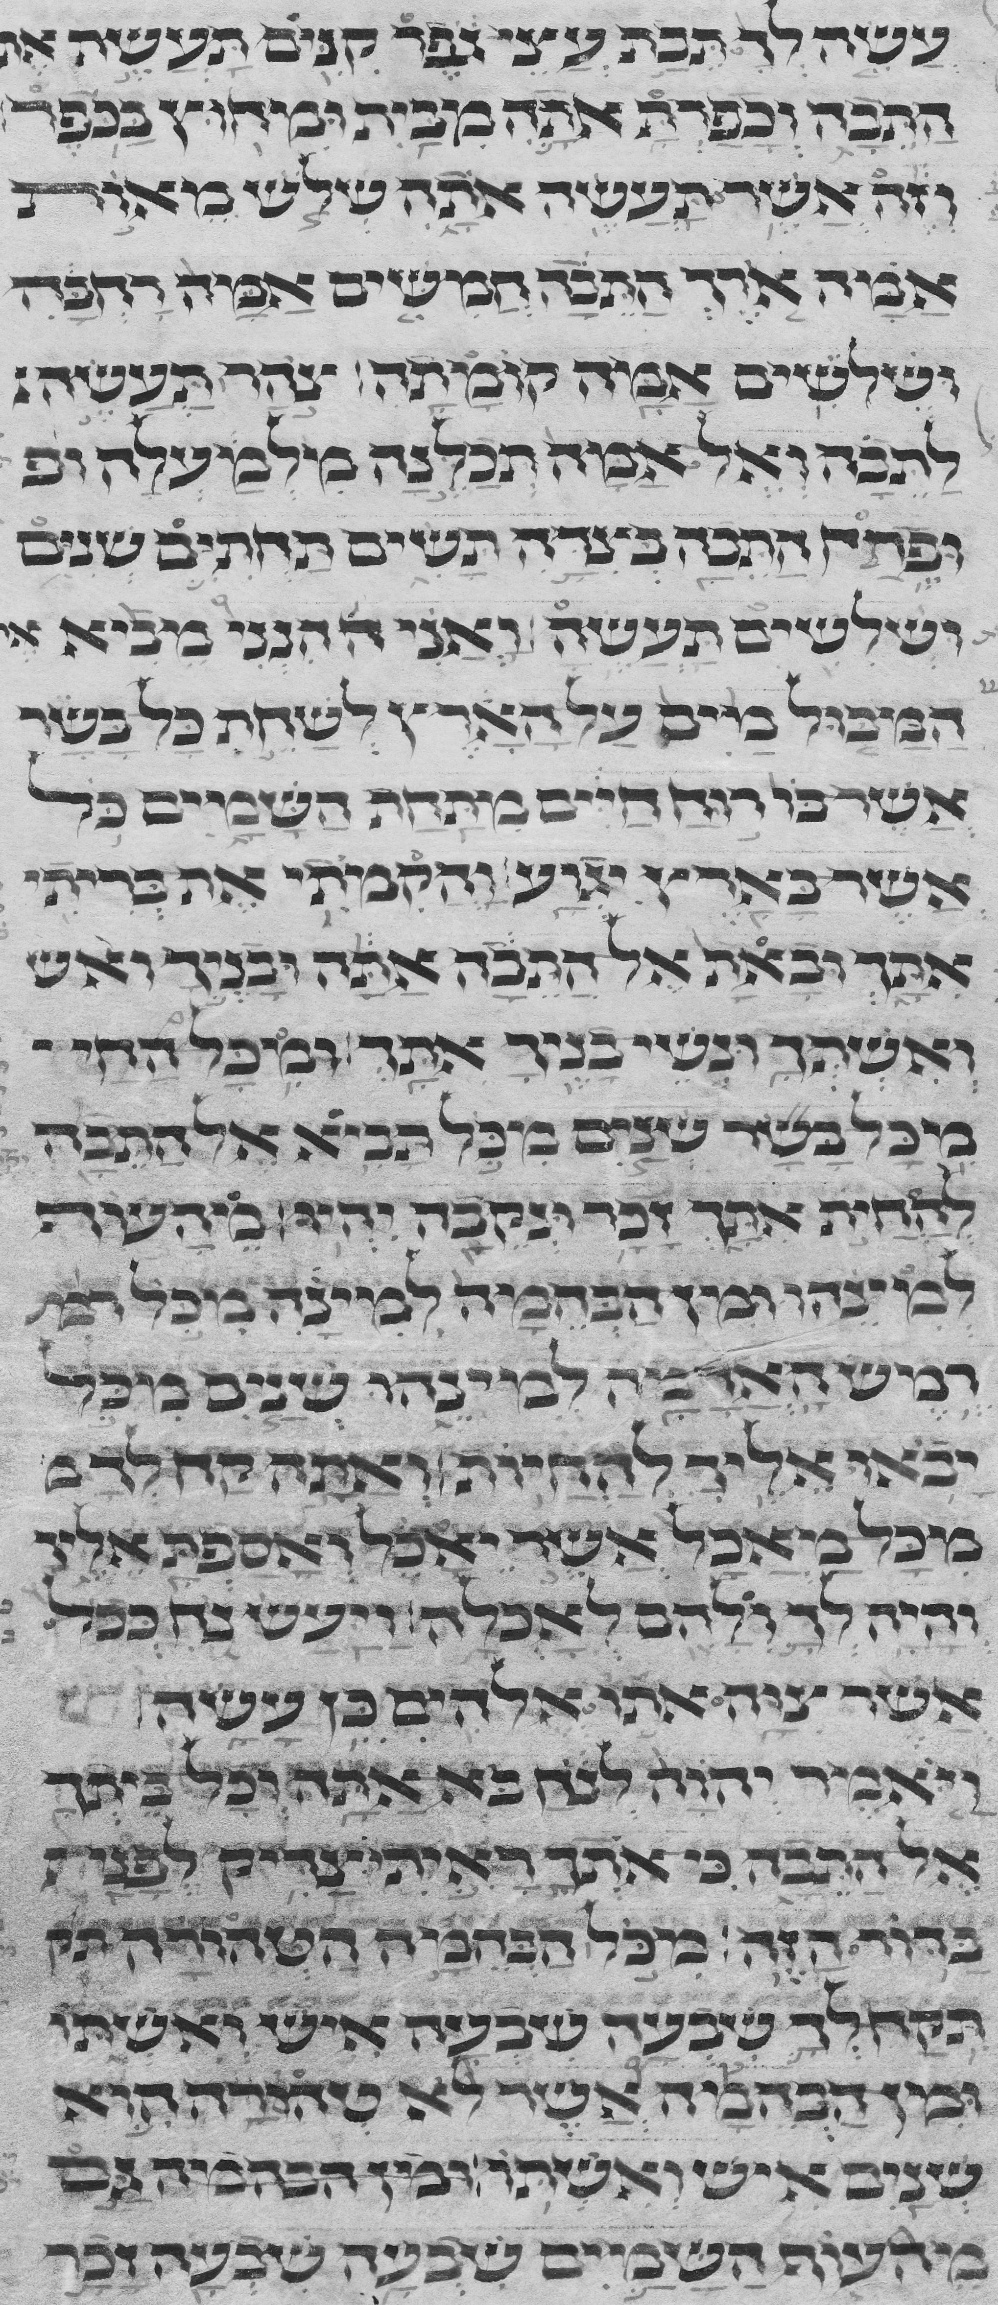 עשה לך תבת עצי גפר קנים תעשה את
התבה וכפרת אתה מבית ומחוץ בכפר
וזה אשר תעשה אתה שלש מאות
אמה ארך התבה חמשים אמה רחבה
ושלשים אמה קומתה צהר תעשה
לתבה ואל אמה תכלנה מלמעלה ופ
ופתח התבה בצדה תשים תחתים שנים
ושלשים תעשה ואני הנני מביא את
המבול מים על הארץ לשחת כל בשר
אשר בו רוח חיים מתחת השמים כל
אשר בארץ יגוע והקמתי את בריתי
אתך ובאת אל התבה אתה ובניך ואש
ואשתך ונשי בניך אתך ומכל החי
מכל בשר שנים מכל תביא אל התבה
להחית אתך זכר ונקבה יהיו מהעוף
למינהו ומן הבהמה למינה מכל רמש
רמש האדמה למינהו שנים מכל
יבאו אליך להחיות ואתה קח לך מ
מכל מאכל אשר יאכל ואספת אליך
והיה לך ולהם לאכלה ויעש נח ככל
אשר צוה אתו אלהים כן עשה
ויאמר יהוה לנח בא אתה וכל ביתך
אל התבה כי אתך ראיתי צדיק לפני
בדור הזה מכל הבהמה הטהורה תק
תקח לך שבעה שבעה איש ואשתו
ומן הבהמה אשר לא טהורה הוא
שנים איש ואשתו ומן הבהמה גם
מהעוף השמים שבעה שבעה זכר